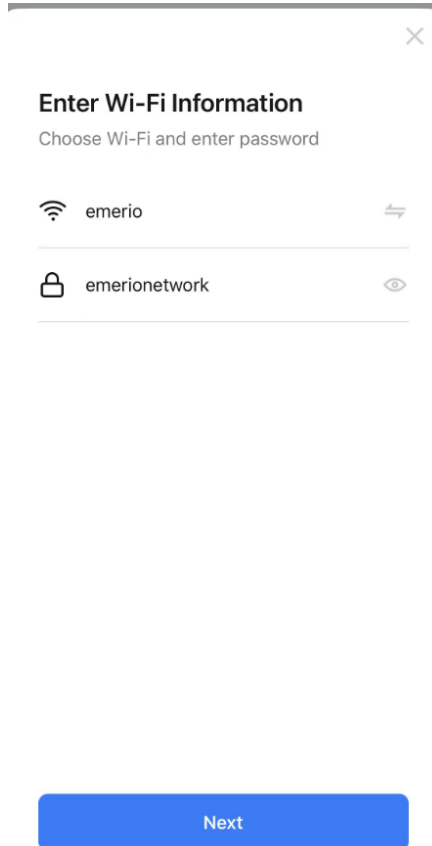 Enter Wi-Fi Information
Choose Wi-Fi and enter password
emerio
emerionetwork
Next